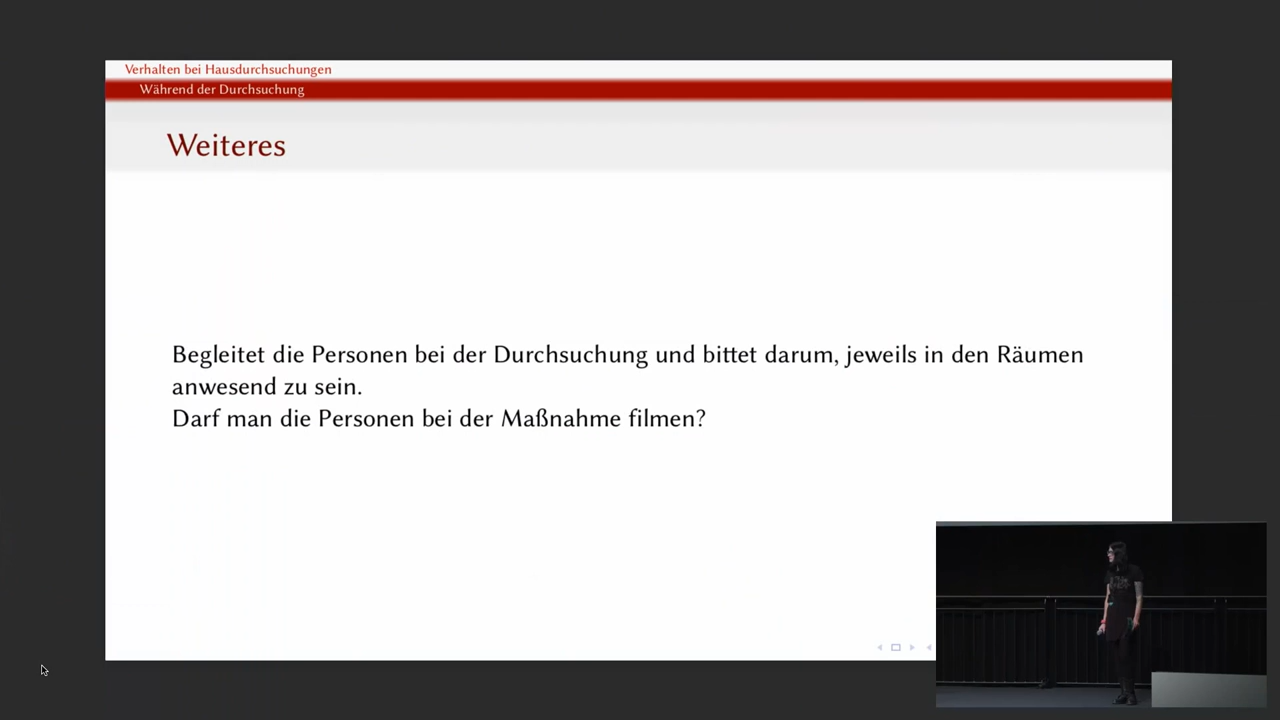 Verhalten bei Hausdurchsuchungen
Während der Durchsuchung
Weiteres
Begleitet die Personen bei der Durchsuchung und bittet darum, jeweils in den Räumen
anwesend zu sein.
Darf man die Personen bei der Maßnahme filmen?